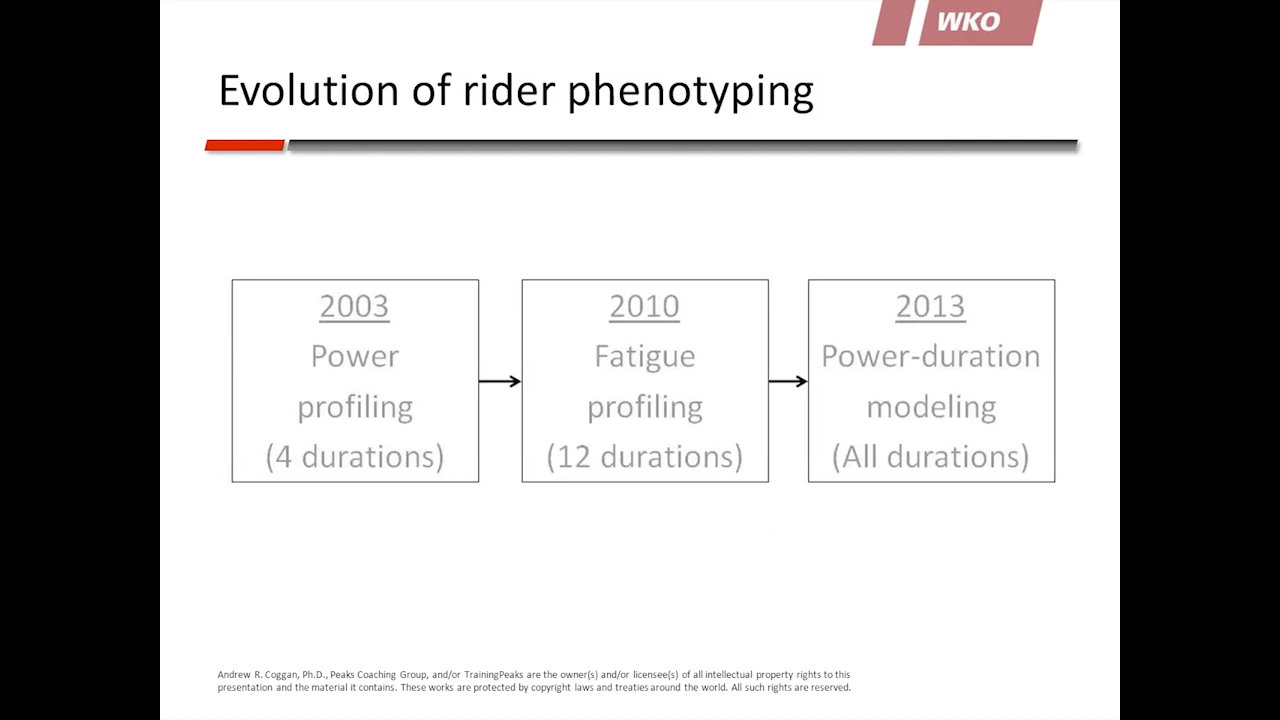 WKO
Evolution of rider phenotyping
2003
Power
profiling
(4 durations)
2010
Fatigue
profiling
(12 durations)
2013
Power-duration
modeling
(All durations)
Andrew R. Coggan, Ph.D., Peaks Coaching Group, and/or TrainingPeaks are the owner(s) and/or licensee(s) of all intellectual property rights to this
presentation and the material it contains. These works are protected by copyright laws and treaties around the world. All such rights are reserved.